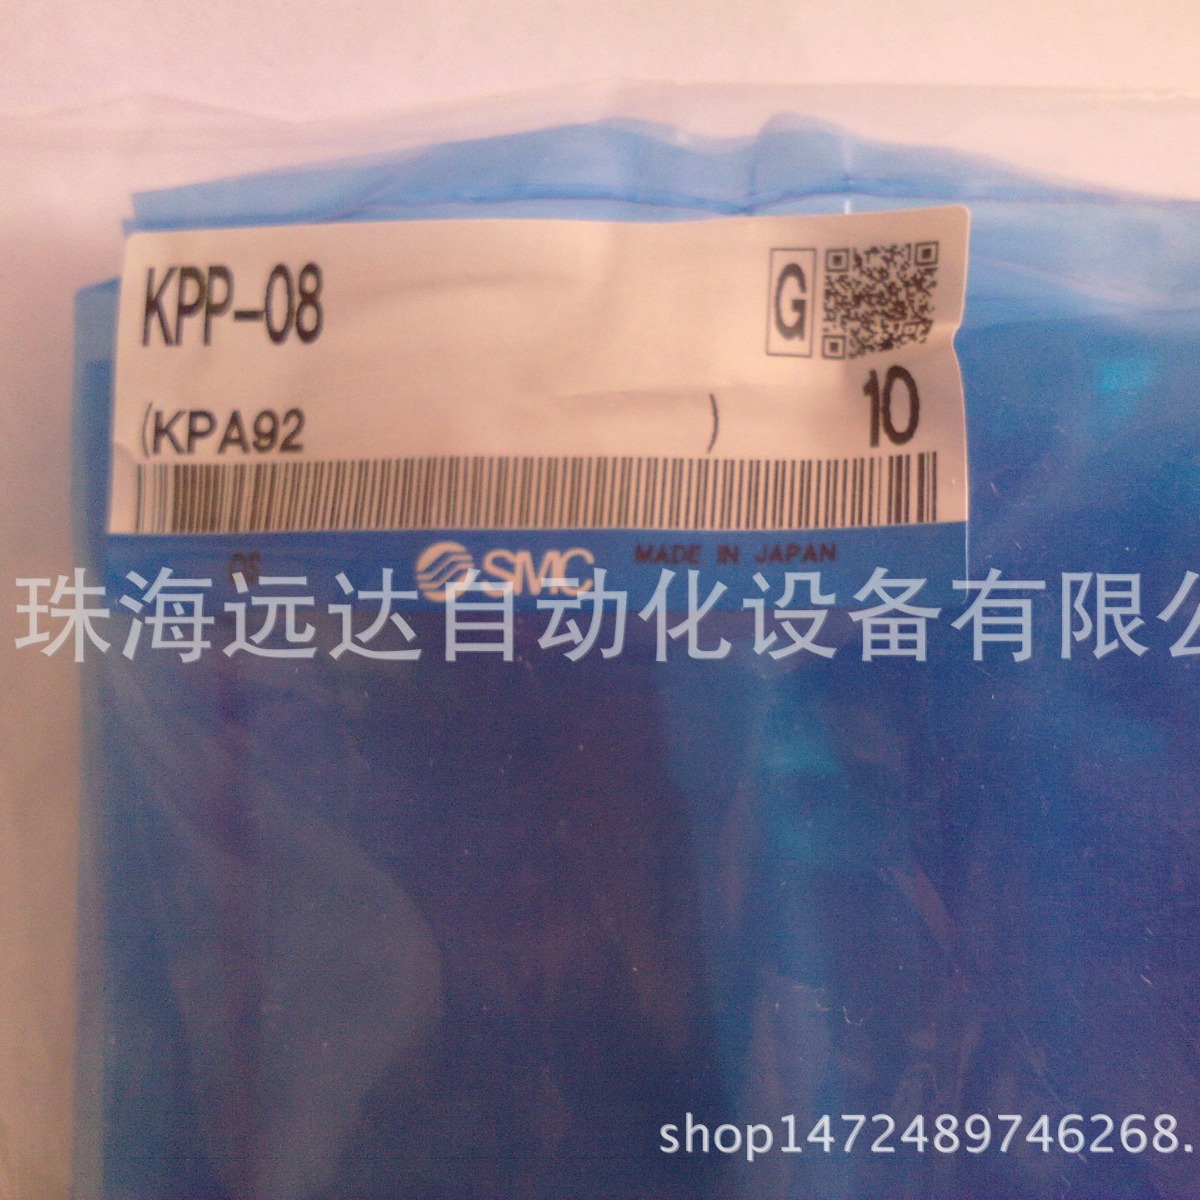 KPP-08
G
(KPA92 )
10
SMC
MADE IN JAPAN
珠海远达自动化设备有限公
shop1472489746268.